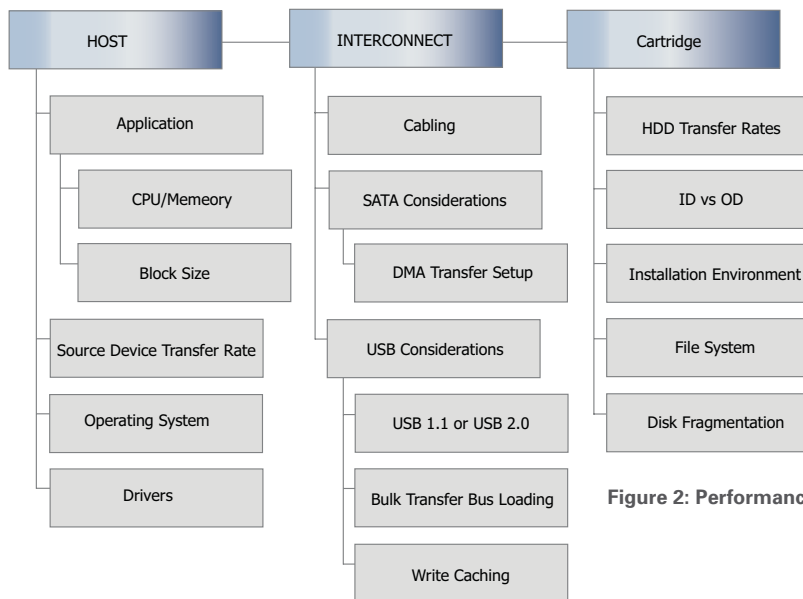 HOST
Application
CPU/Memeory
Block Size
Source Device Transfer Rate
Operating System
Drivers
INTERCONNECT
Cabling
SATA Considerations
DMA Transfer Setup
USB Considerations
USB 1.1 or USB 2.0
Bulk Transfer Bus Loading
Write Caching
Cartridge
HDD Transfer Rates
ID vs OD
Installation Environment
File System
Disk Fragmentation
Figure 2: Performanc